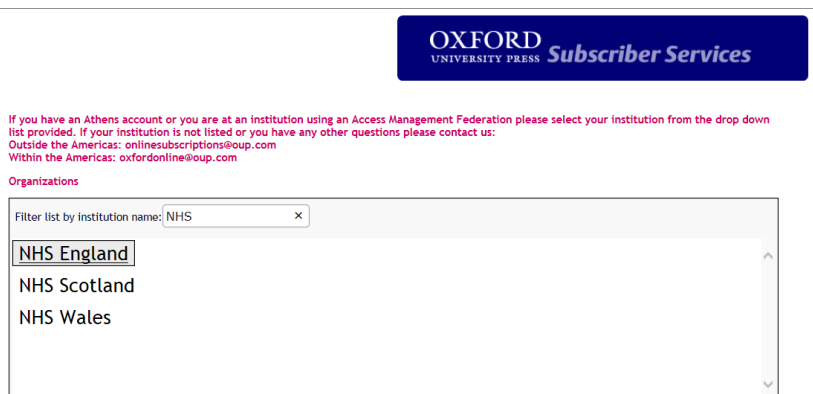 OXFORD
UNIVERSITY PRESS Subscriber Services
If you have an Athens account or you are at an institution using an Access Management Federation please select your institution from the drop down
list provided. If your institution is not listed or you have any other questions please contact us:
Outside the Americas: onlinesubscriptions@oup.com
Within the Americas: oxfordonline@oup.com
Organizations
Filter list by institution name: NHS ×
NHS England
NHS Scotland
NHS Wales